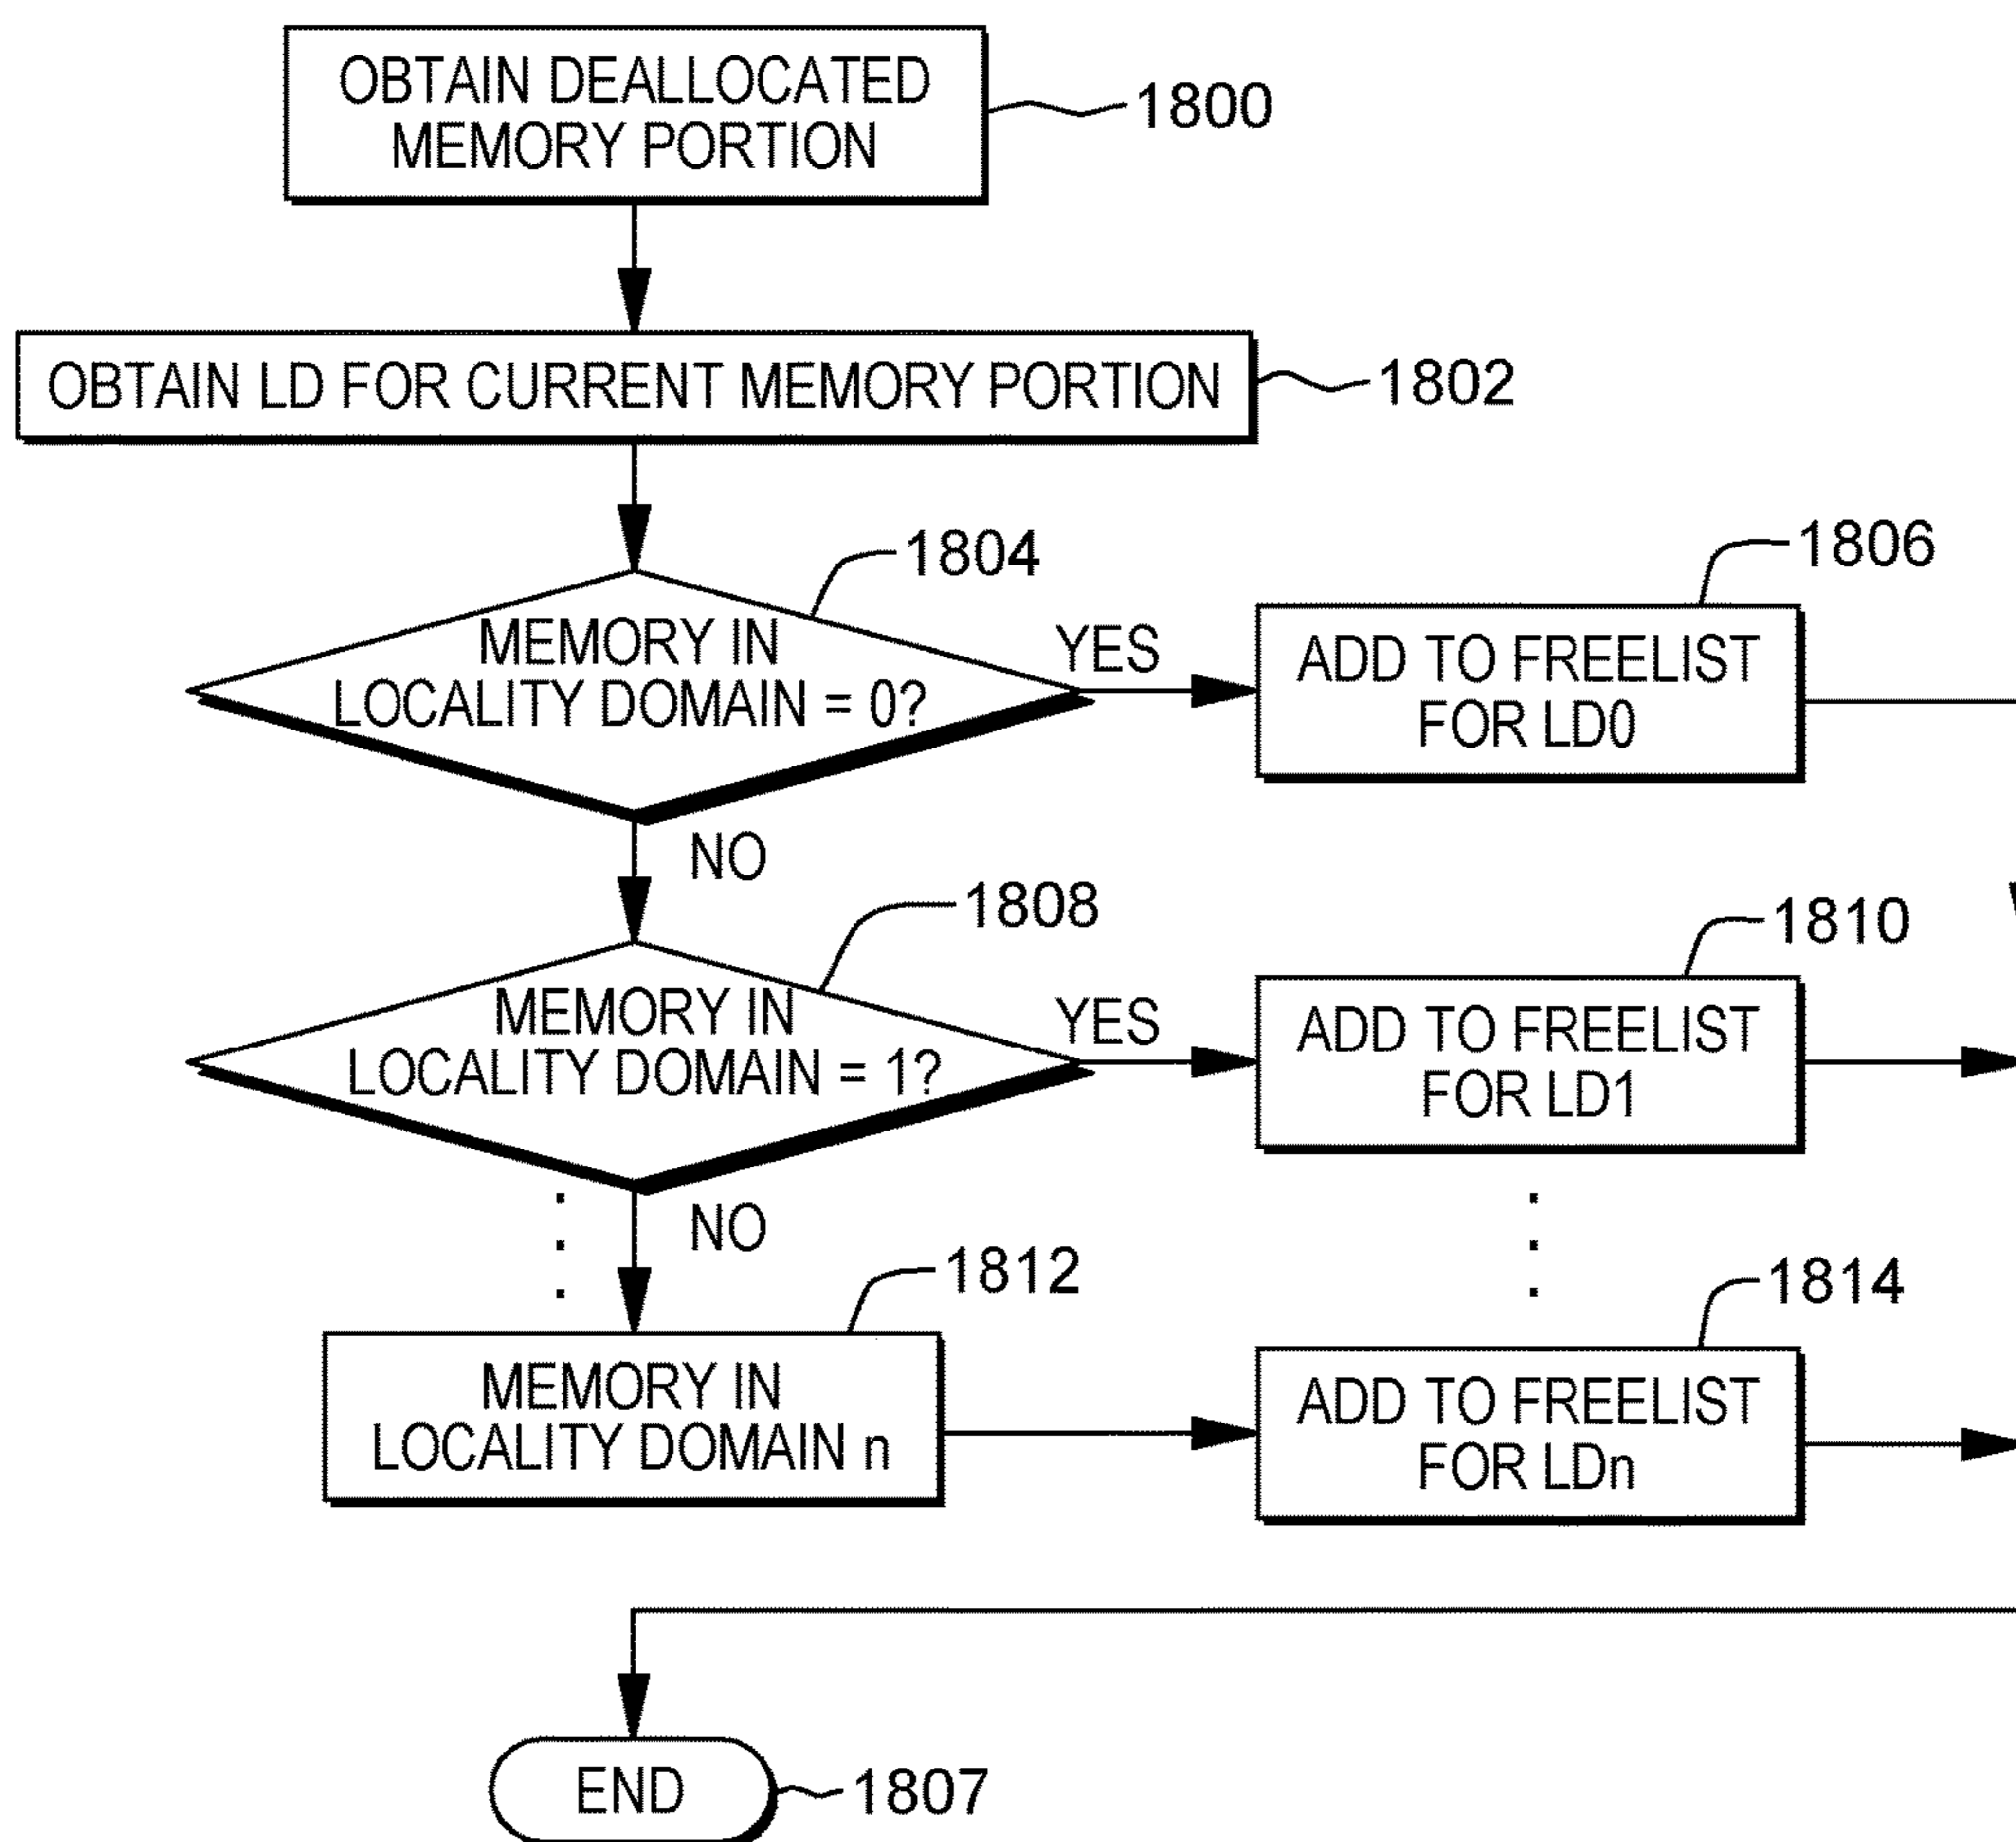 OBTAIN DEALLOCATED
MEMORY PORTION
1800
OBTAIN LD FOR CURRENT MEMORY PORTION
1802
1804
MEMORY IN
LOCALITY DOMAIN = 0?
YES
1806
ADD TO FREELIST
FOR LD0
NO
1808
MEMORY IN
LOCALITY DOMAIN = 1?
YES
1810
ADD TO FREELIST
FOR LD1
NO
1812
MEMORY IN
LOCALITY DOMAIN n
1814
ADD TO FREELIST
FOR LDn
END
1807